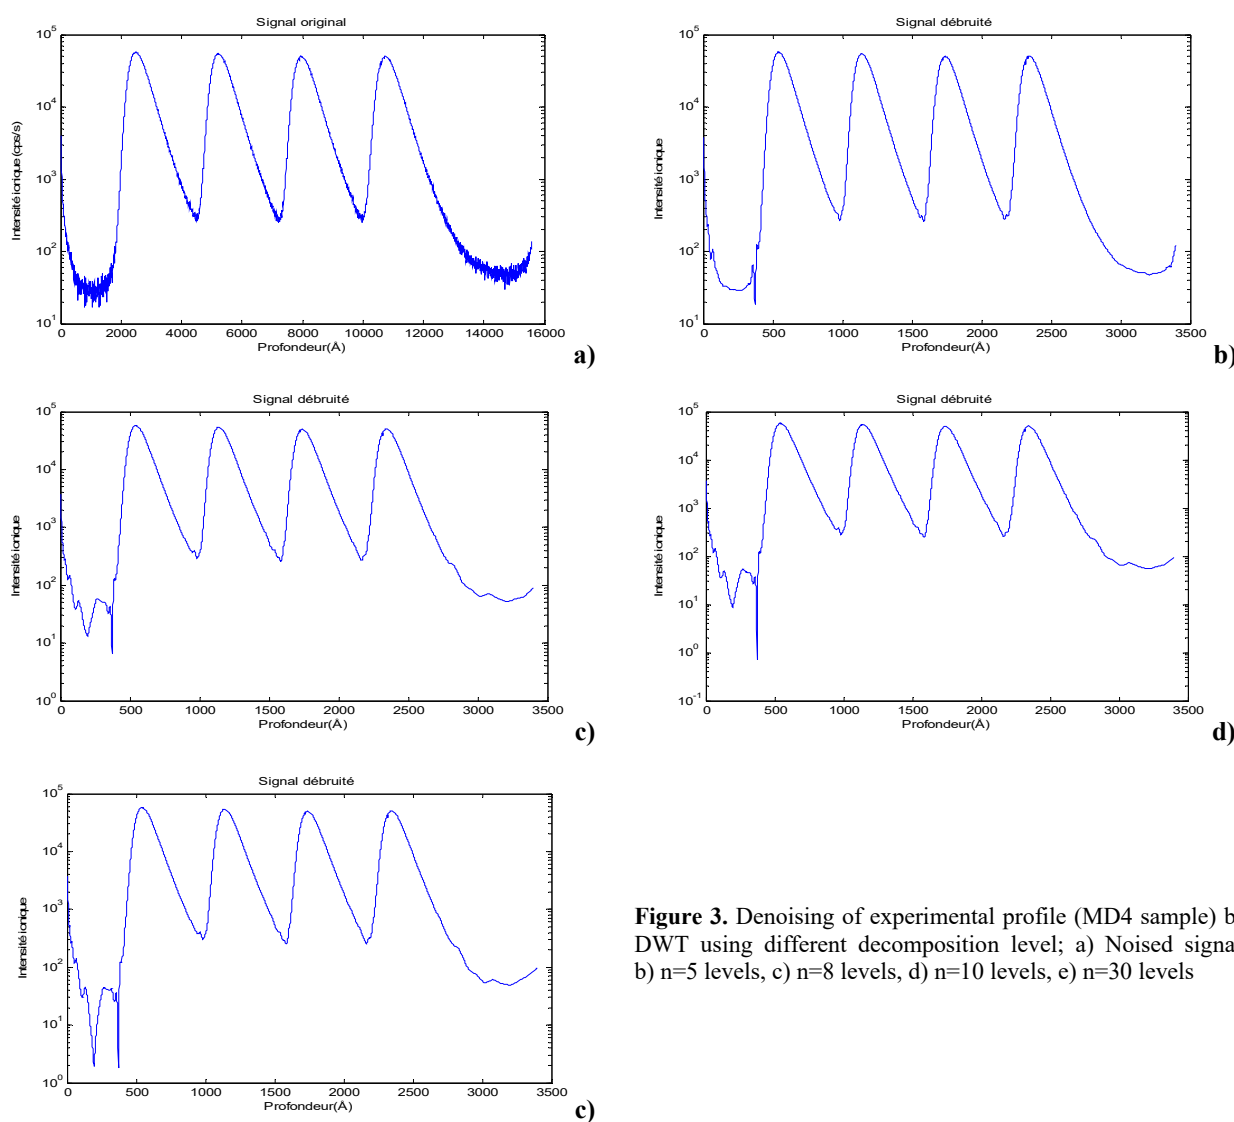 Signal original
10^5
10^4
10^3
10^2
10^1
Intensité ionique (cps/s)
0 2000 4000 6000 8000 10000 12000 14000 16000
Profondeur(Å)
a)
Signal débruité
10^5
10^4
10^3
10^2
10^1
Intensité ionique
0 500 1000 1500 2000 2500 3000 3500
Profondeur(Å)
b)
Signal débruité
10^5
10^4
10^3
10^2
10^1
10^0
Intensité ionique
0 500 1000 1500 2000 2500 3000 3500
Profondeur(Å)
c)
Signal débruité
10^5
10^4
10^3
10^2
10^1
10^0
10^-1
Intensité ionique
0 500 1000 1500 2000 2500 3000 3500
Profondeur(Å)
d)
Signal débruité
10^5
10^4
10^3
10^2
10^1
10^0
Intensité ionique
0 500 1000 1500 2000 2500 3000 3500
Profondeur(Å)
c)
Figure 3. Denoising of experimental profile (MD4 sample) b
DWT using different decomposition level; a) Noised signa
b) n=5 levels, c) n=8 levels, d) n=10 levels, e) n=30 levels